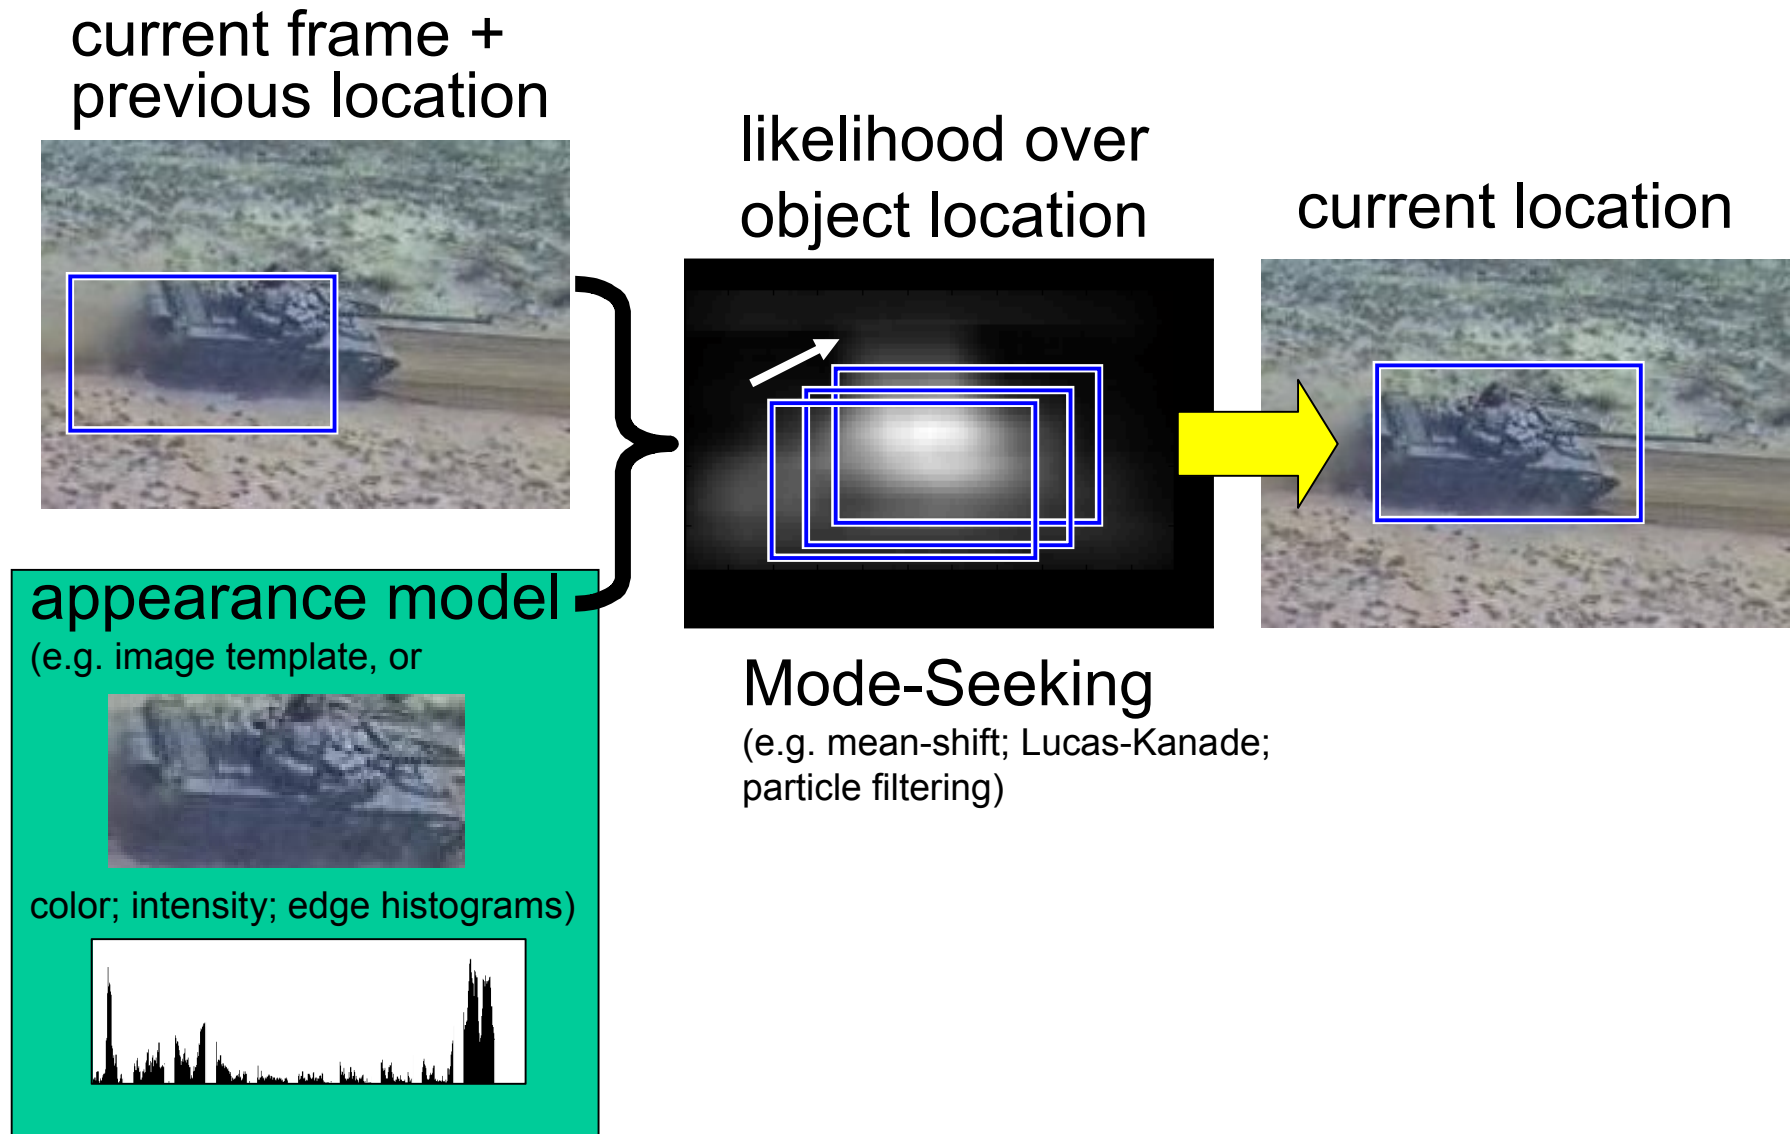 current frame +
previous location
likelihood over
object location
current location
appearance model
(e.g. image template, or
color; intensity; edge histograms)
Mode-Seeking
(e.g. mean-shift; Lucas-Kanade;
particle filtering)